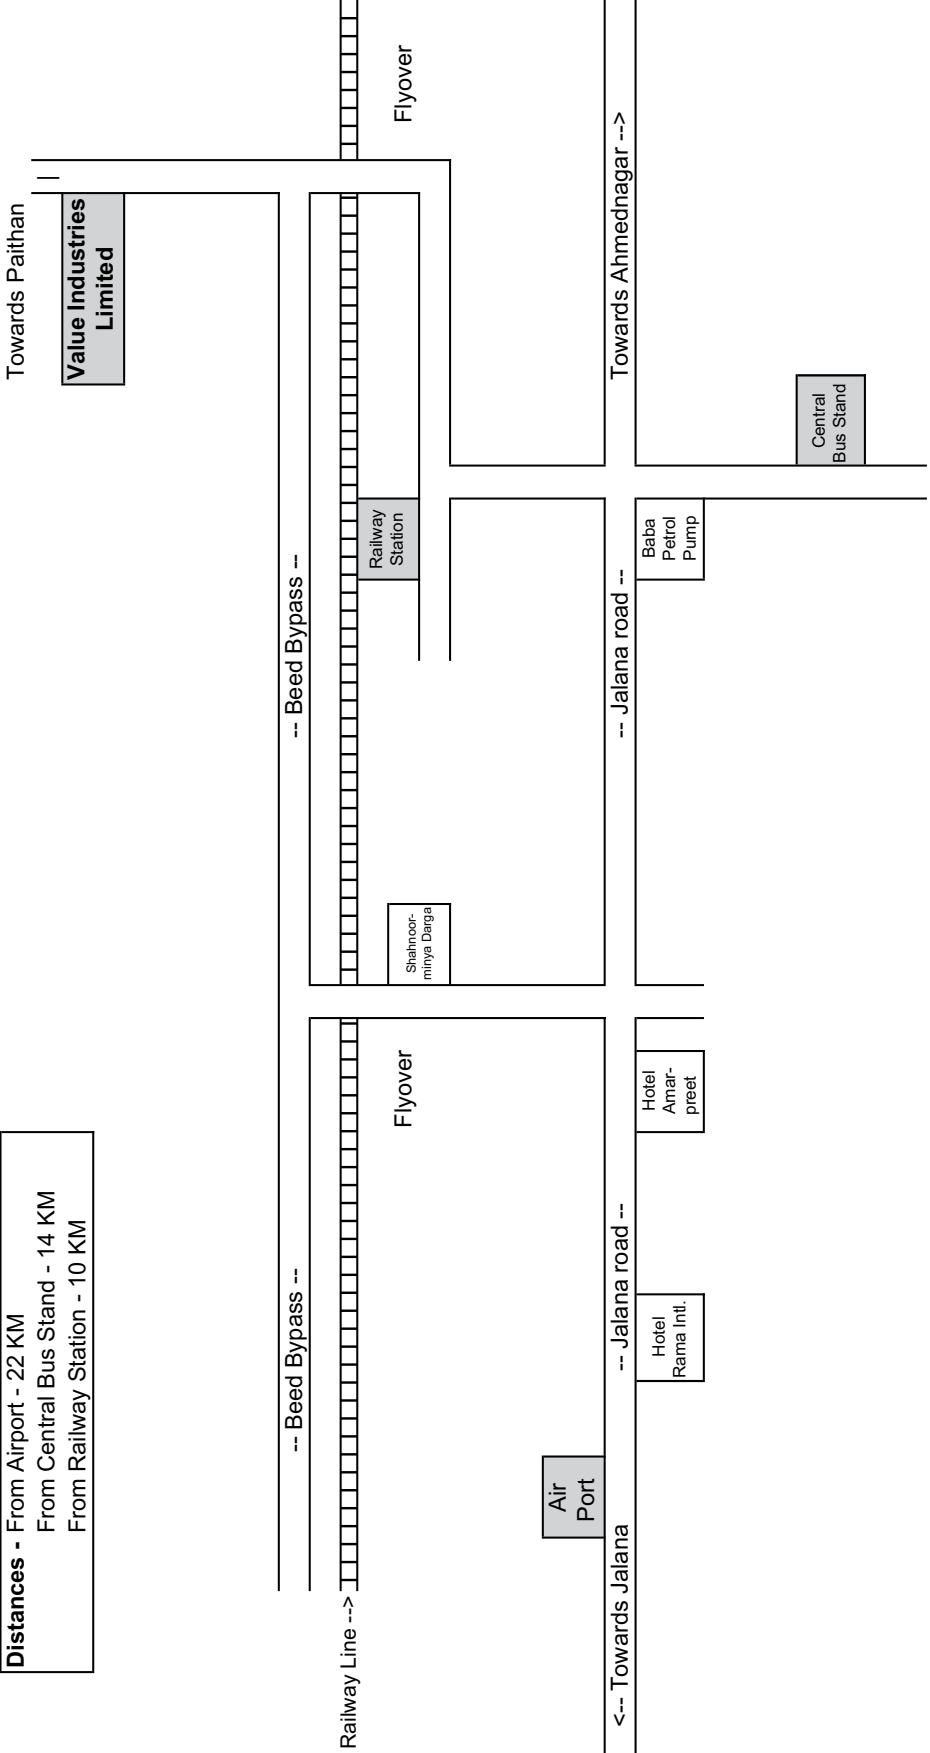 Distances - From Airport - 22 KM
From Central Bus Stand - 14 KM
From Railway Station - 10 KM
Towards Paithan
Value Industries
Limited
-- Beed Bypass --
-- Beed Bypass --
Railway Line -->
Flyover
Shahnoor-
minya Darga
Railway
Station
Flyover
Air
Port
<-- Towards Jalana
-- Jalana road --
-- Jalana road --
Towards Ahmednagar -->
Hotel
Rama Intl.
Hotel
Amar-
preet
Baba
Petrol
Pump
Central
Bus Stand